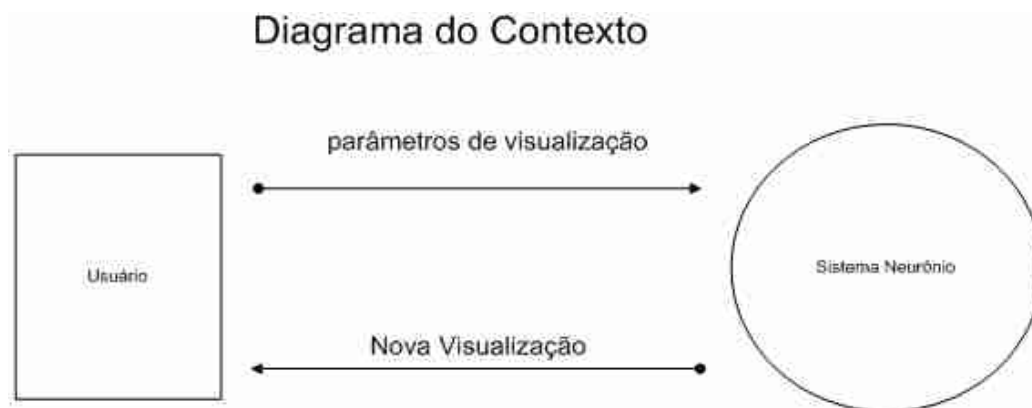 Diagrama do Contexto
parâmetros de visualização
Usuário
Sistema Neurônio
Nova Visualização